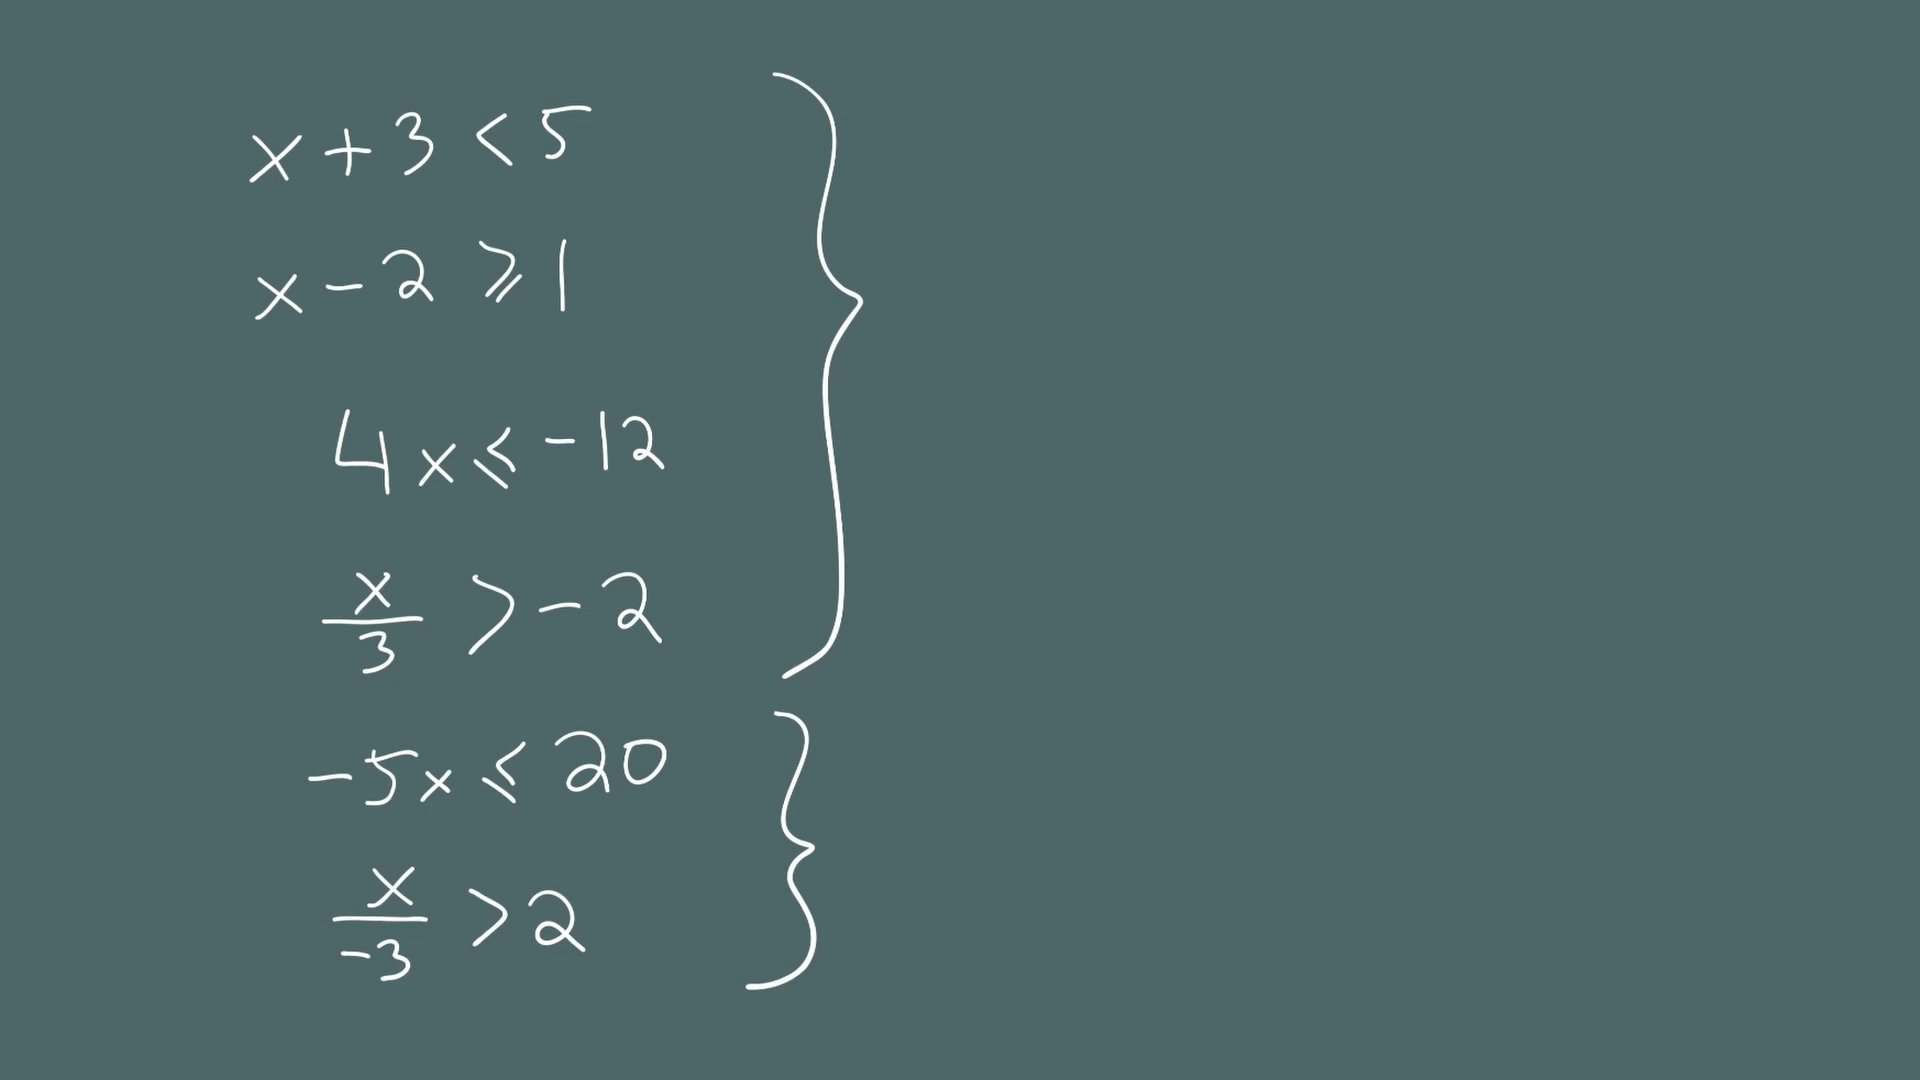 x + 3 < 5
x - 2 ⩾ 1
4x ⩽ -12
x/3 > -2
-5x ⩽ 20
x/-3 > 2